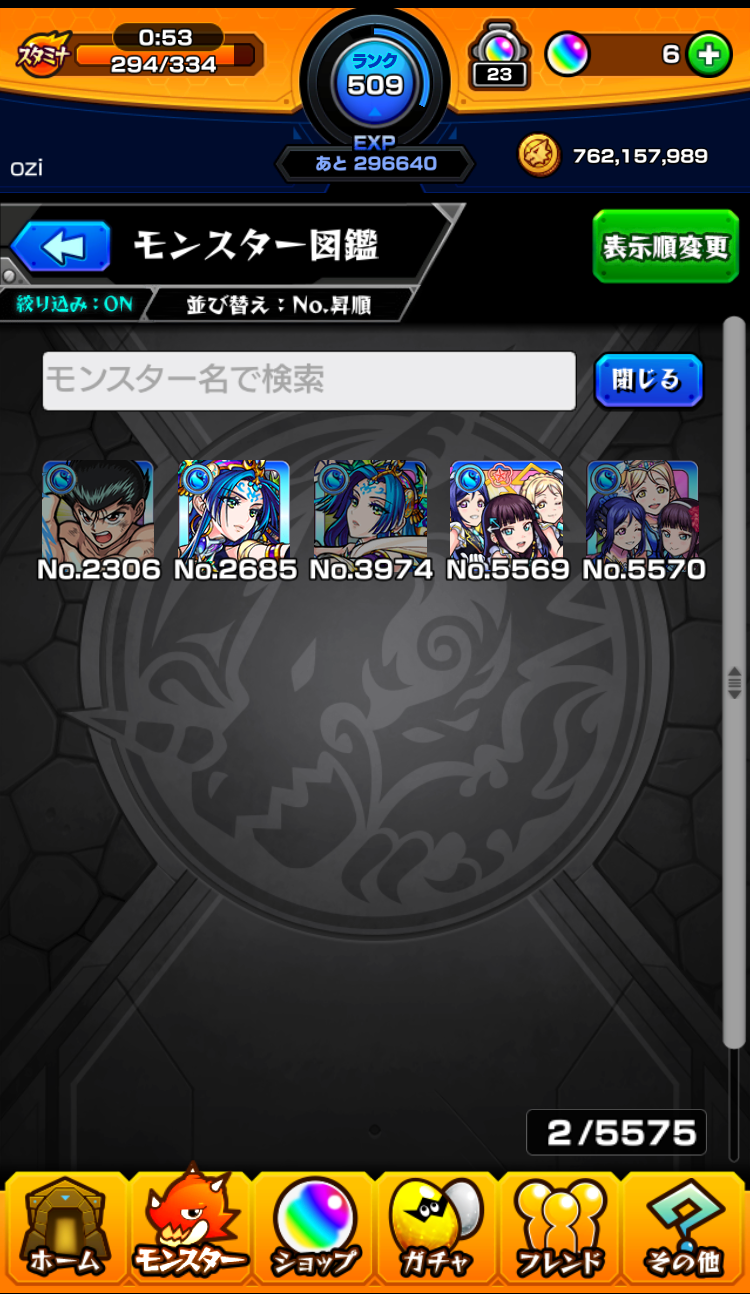 スタミナ
0:53
294/334
ランク
509
23
6
EXP
あと 296640
ozi
762,157,989
モンスター図鑑
表示順変更
絞り込み：ON
並び替え：No.昇順
モンスター名で検索
閉じる
No.2306 No.2685 No.3974 No.5569 No.5570
2/5575
ホーム モンスター ショップ ガチャ フレンド その他